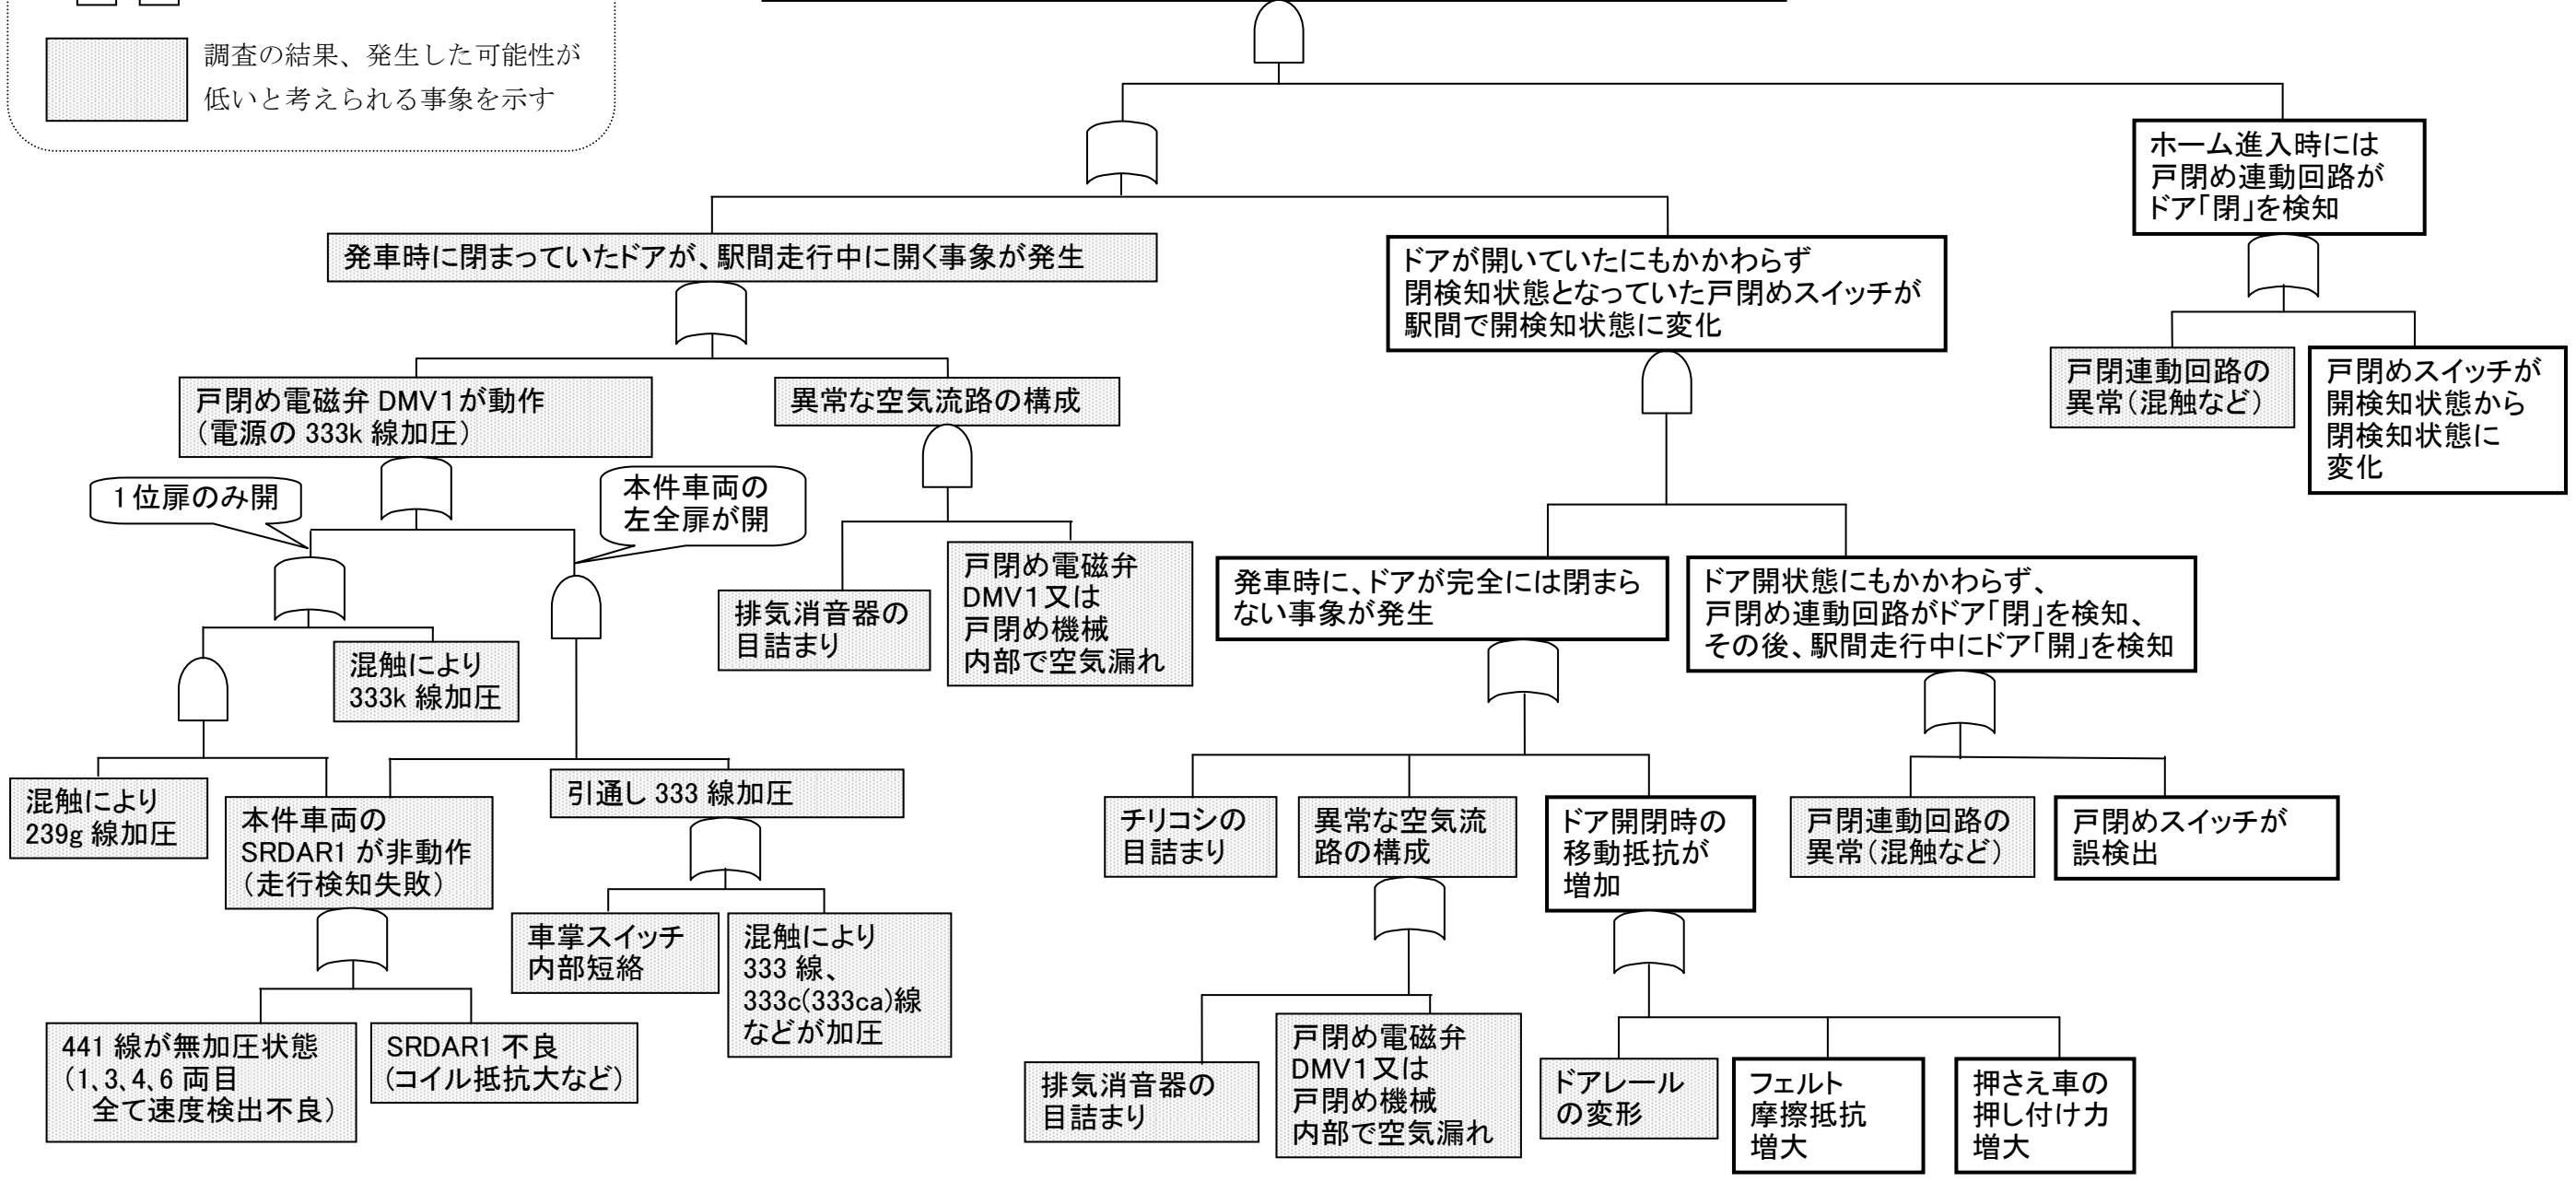 調査の結果、発生した可能性が
低いと考えられる事象を示す
ホーム進入時には
戸閉め連動回路が
ドア「閉」を検知
発車時に閉まっていたドアが、駅間走行中に開く事象が発生
ドアが開いていたにもかかわらず
閉検知状態となっていた戸閉めスイッチが
駅間で開検知状態に変化
戸閉連動回路の
異常(混触など)
戸閉めスイッチが
開検知状態から
閉検知状態に
変化
戸閉め電磁弁 DMV1が動作
(電源の 333k 線加圧)
異常な空気流路の構成
1位扉のみ開
本件車両の
左全扉が開
排気消音器の
目詰まり
戸閉め電磁弁
DMV1又は
戸閉め機械
内部で空気漏れ
発車時に、ドアが完全には閉まら
ない事象が発生
ドア開状態にもかかわらず、
戸閉め連動回路がドア「閉」を検知、
その後、駅間走行中にドア「開」を検知
混触により
333k 線加圧
混触により
239g 線加圧
本件車両の
SRDAR1 が非動作
(走行検知失敗)
引通し 333 線加圧
チリコシの
目詰まり
異常な空気流
路の構成
ドア開閉時の
移動抵抗が
増加
戸閉連動回路の
異常(混触など)
戸閉めスイッチが
誤検出
車掌スイッチ
内部短絡
混触により
333 線、
333c(333ca)線
などが加圧
441 線が無加圧状態
(1、3、4、6 両目
全て速度検出不良)
SRDAR1 不良
(コイル抵抗大など)
排気消音器の
目詰まり
戸閉め電磁弁
DMV1又は
戸閉め機械
内部で空気漏れ
ドアレール
の変形
フェルト
摩擦抵抗
増大
押さえ車の
押し付け力
増大